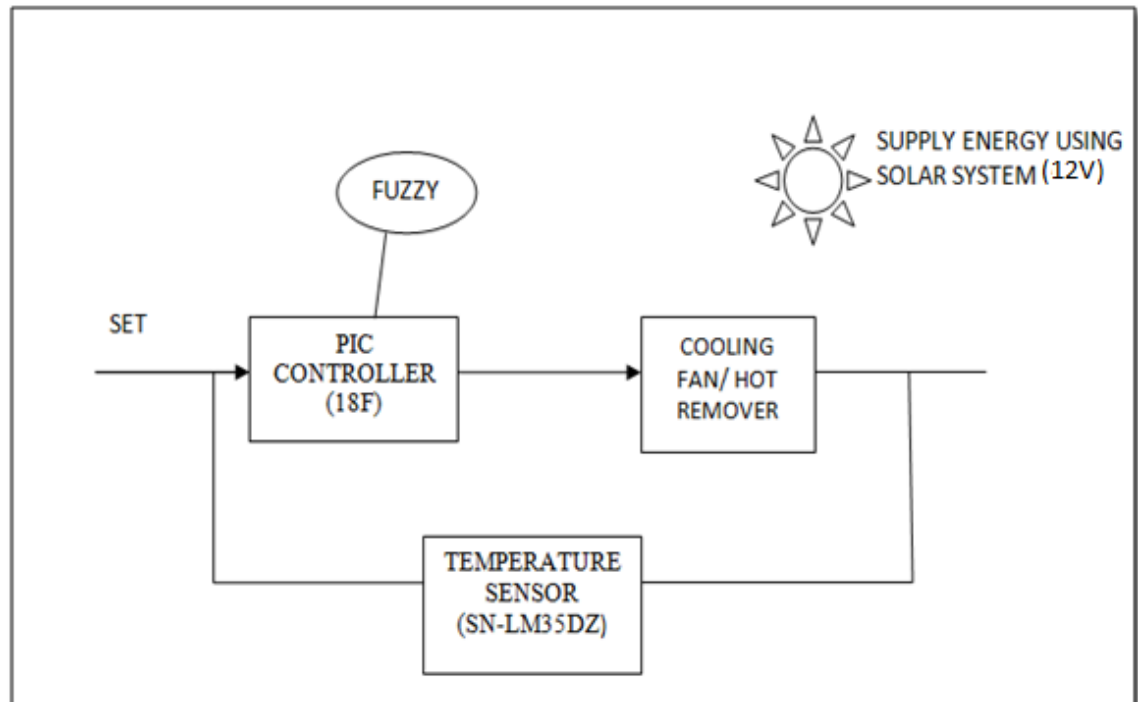 SUPPLY ENERGY USING
SOLAR SYSTEM (12V)
FUZZY
SET
PIC
CONTROLLER
(18F)
COOLING
FAN/ HOT
REMOVER
TEMPERATURE
SENSOR
(SN-LM35DZ)